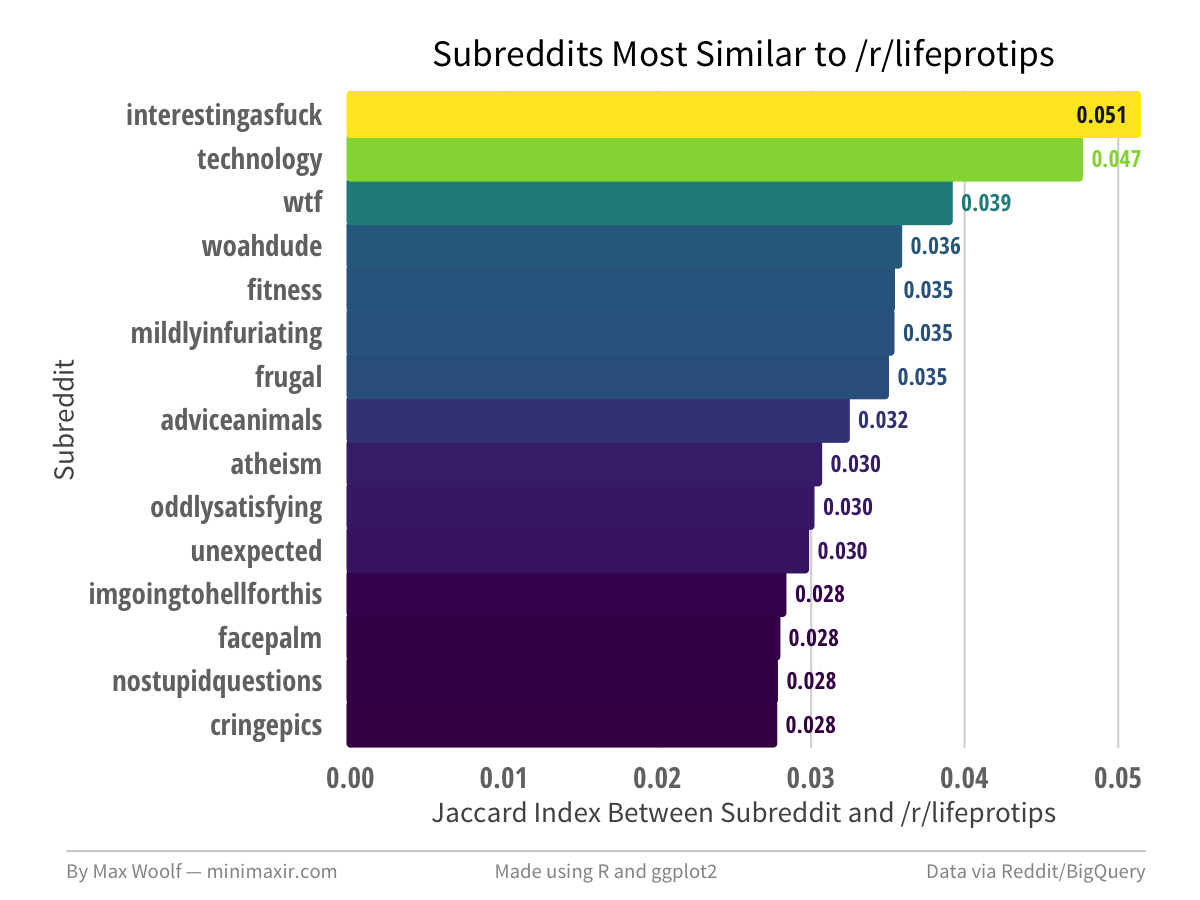 Subreddits Most Similar to /r/lifeprotips
interestingasfuck 0.051
technology 0.047
wtf 0.039
woahdude 0.036
fitness 0.035
mildlyinfuriating 0.035
frugal 0.035
adviceanimals 0.032
atheism 0.030
oddlysatisfying 0.030
unexpected 0.030
imgoingtohellforthis 0.028
facepalm 0.028
nostupidquestions 0.028
cringepics 0.028
Subreddit
0.00 0.01 0.02 0.03 0.04 0.05
Jaccard Index Between Subreddit and /r/lifeprotips
By Max Woolf — minimaxir.com Made using R and ggplot2 Data via Reddit/BigQuery